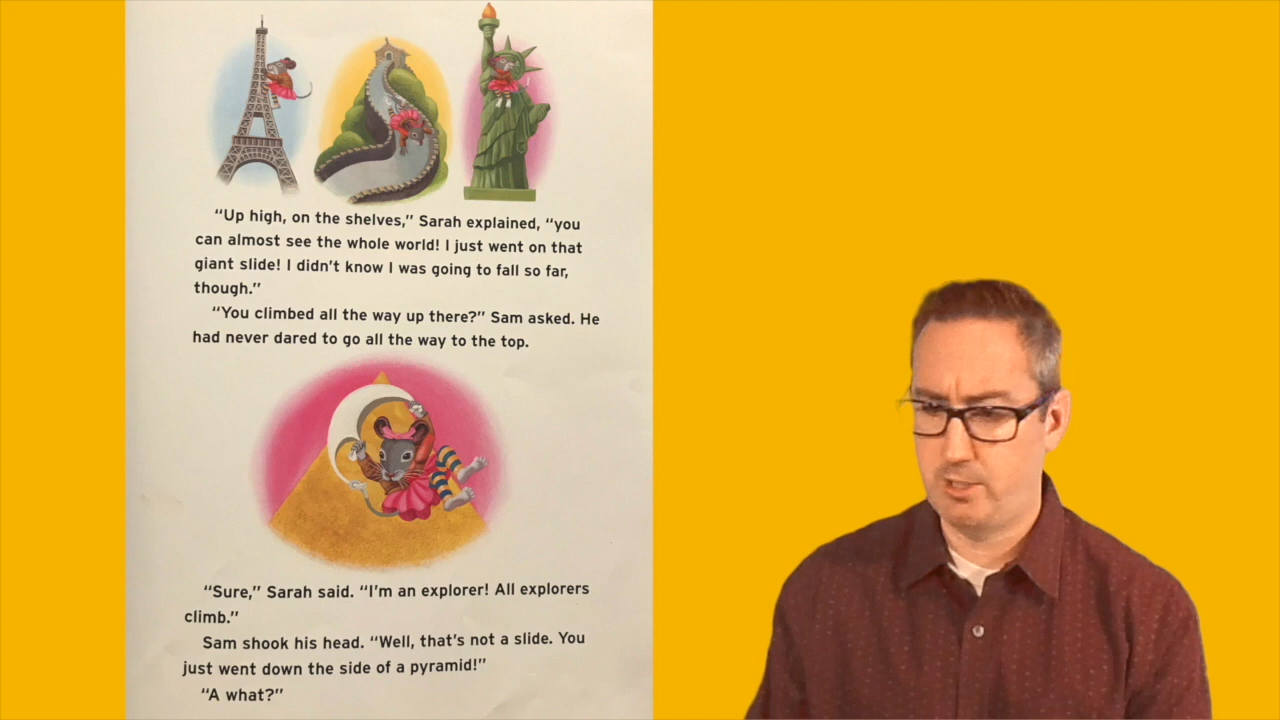 “Up high, on the shelves,” Sarah explained, “you
can almost see the whole world! I just went on that
giant slide! I didn’t know I was going to fall so far,
though.”
“You climbed all the way up there?” Sam asked. He
had never dared to go all the way to the top.
“Sure,” Sarah said. “I’m an explorer! All explorers
climb.”
Sam shook his head. “Well, that’s not a slide. You
just went down the side of a pyramid!”
“A what?”